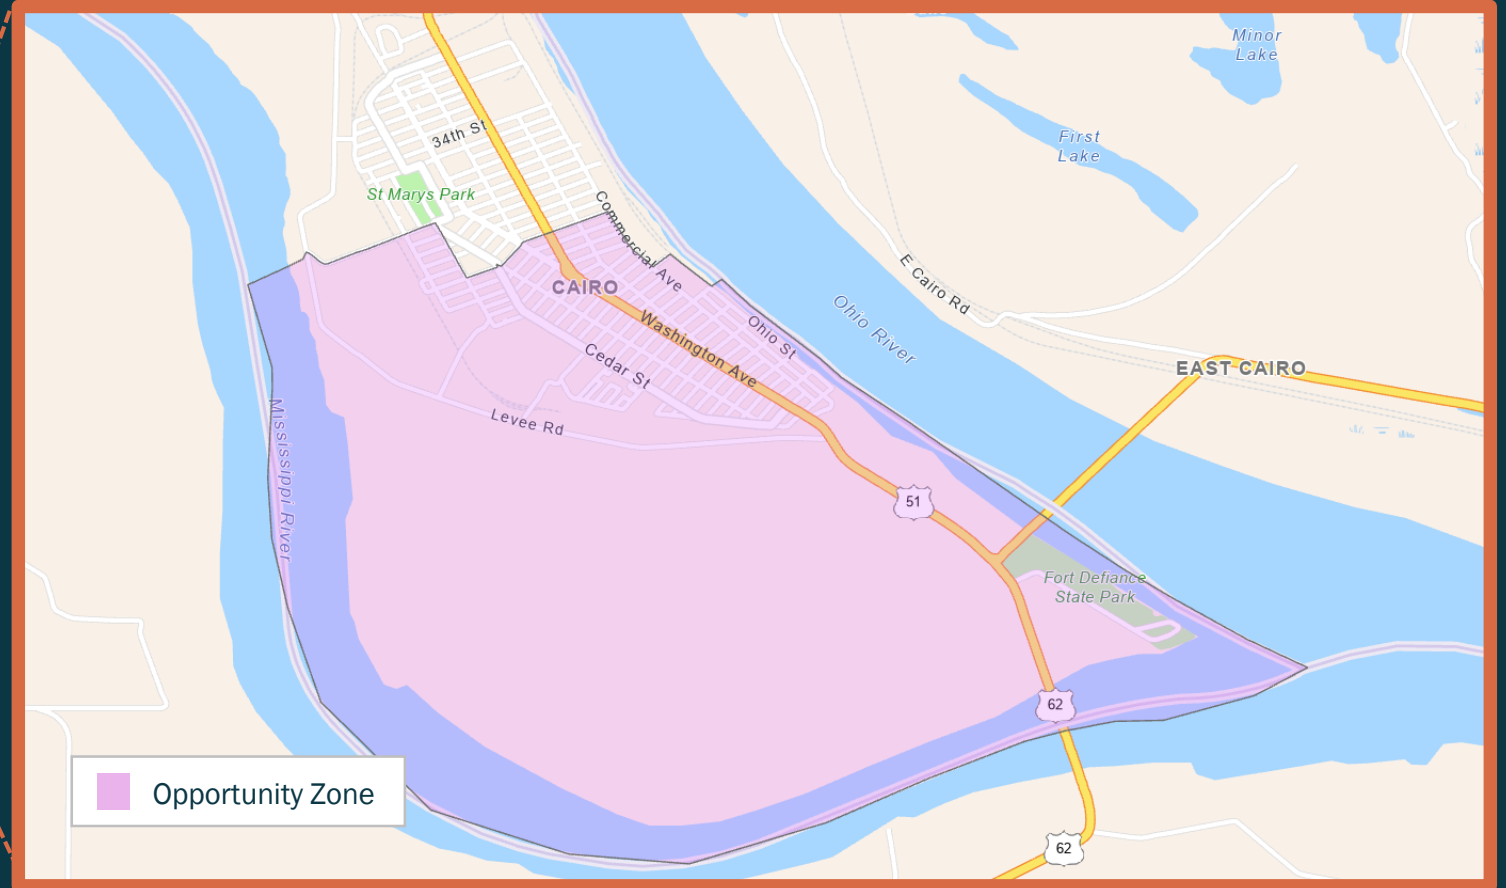 Minor
Lake
First
Lake
34th St
St Marys Park
Commercial Ave
E Cairo Rd
CAIRO
Ohio River
Washington Ave
Ohio St
Cedar St
EAST CAIRO
Mississippi River
Levee Rd
51
Fort Defiance
State Park
62
Opportunity Zone
62